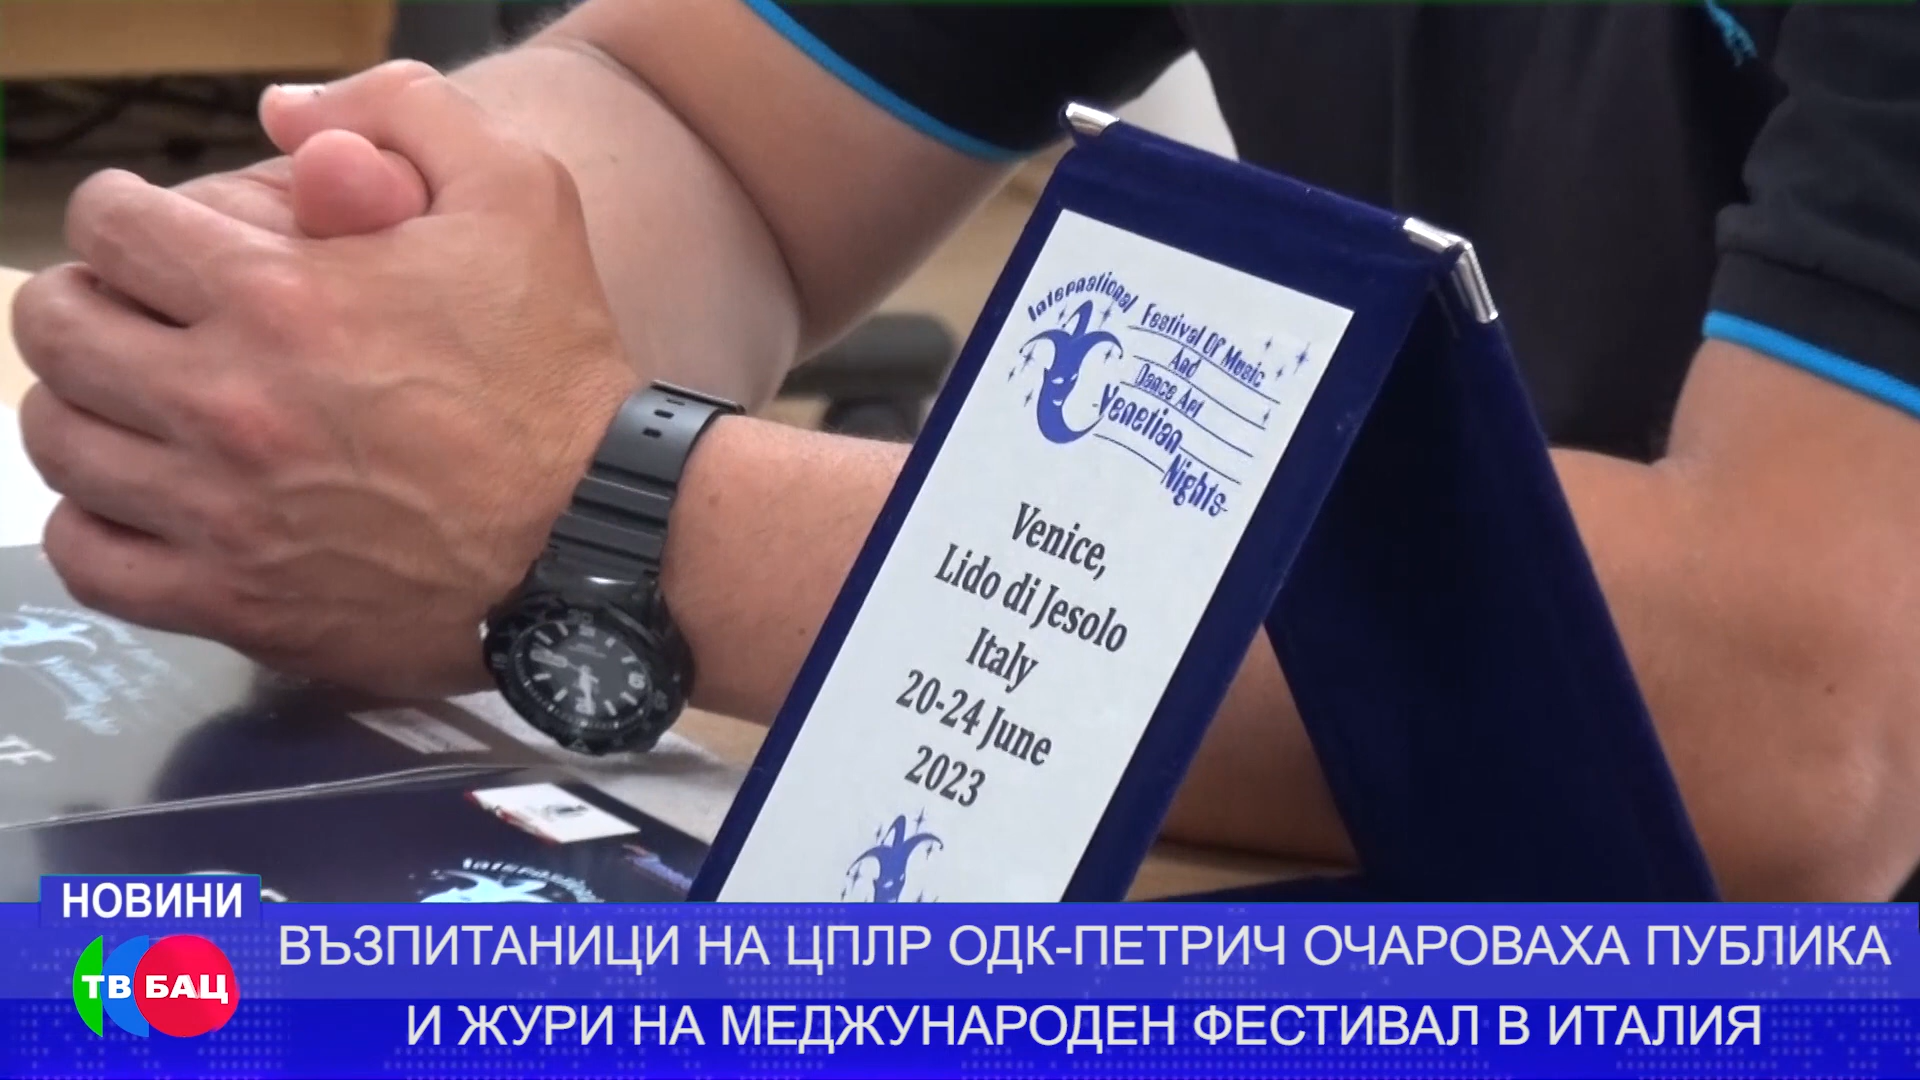 International Festival Of Music
And
Dance Art
Venetian
Nights
Venice,
Lido di Jesolo
Italy
20-24 June
2023
НОВИНИ
ТВ БАЦ
ВЪЗПИТАНИЦИ НА ЦПЛР ОДК-ПЕТРИЧ ОЧАРОВАХА ПУБЛИКА
И ЖУРИ НА МЕДЖУНАРОДЕН ФЕСТИВАЛ В ИТАЛИЯ